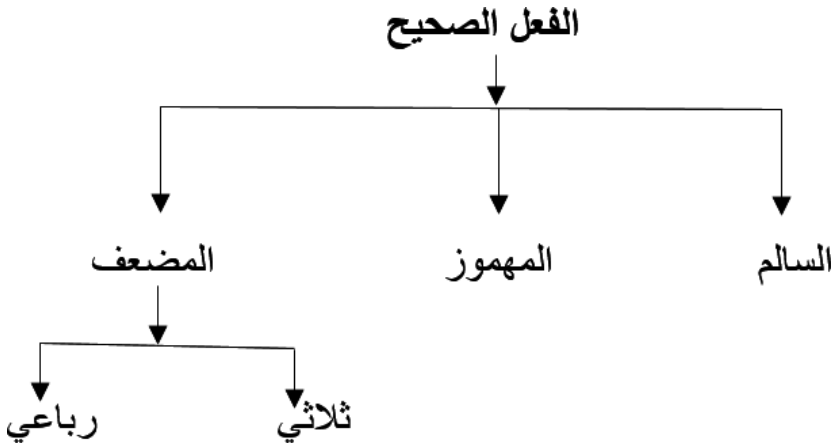 الفعل الصحيح
السالم
المهموز
المضعف
ثلاثي
رباعي